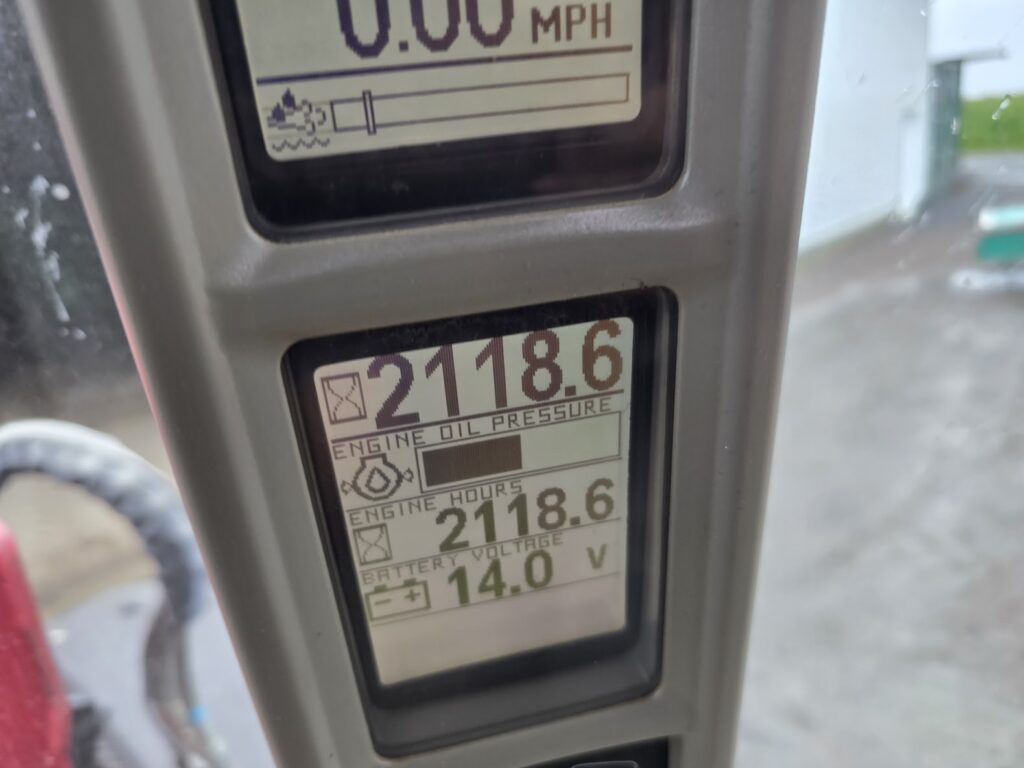 0.00 MPH
2118.6
ENGINE OIL PRESSURE
ENGINE HOURS
2118.6
BATTERY VOLTAGE
14.0 V